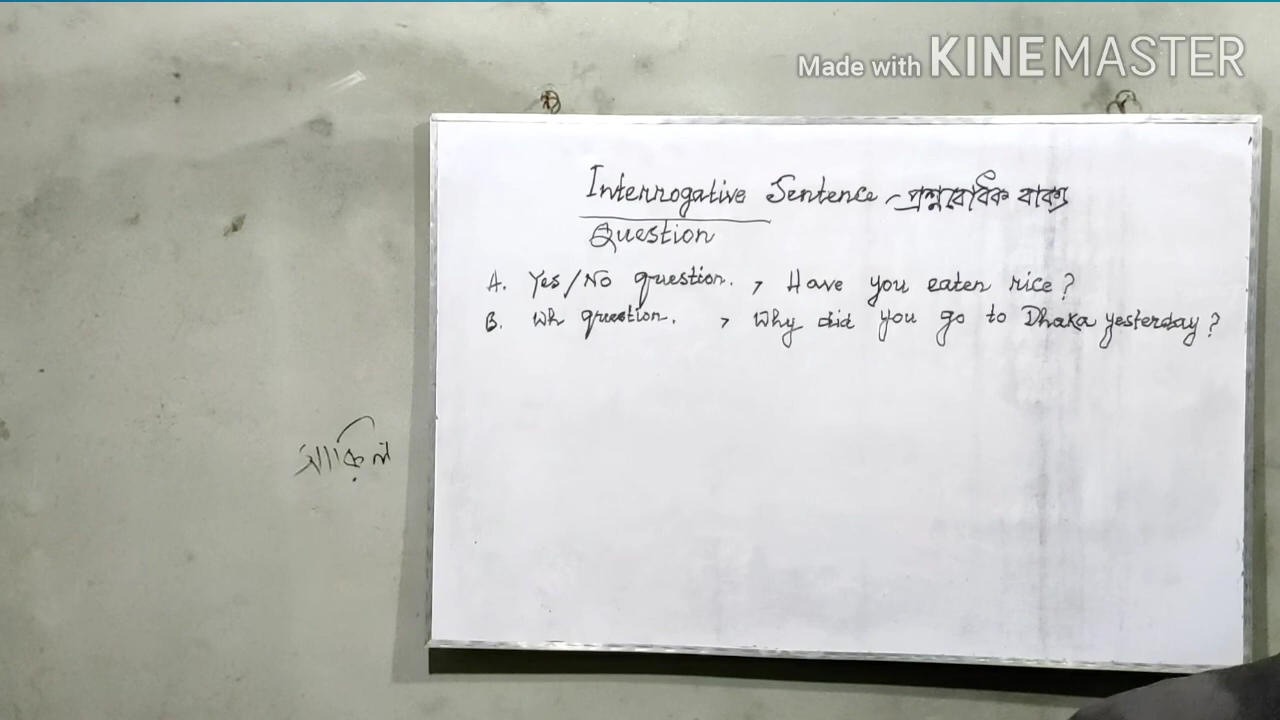 Made with KINEMASTER
Interrogative Sentence - প্রশ্নবোধক বাক্য
Question
A. Yes/No question. > Have you eaten rice?
B. Wh question. > Why did you go to Dhaka yesterday?